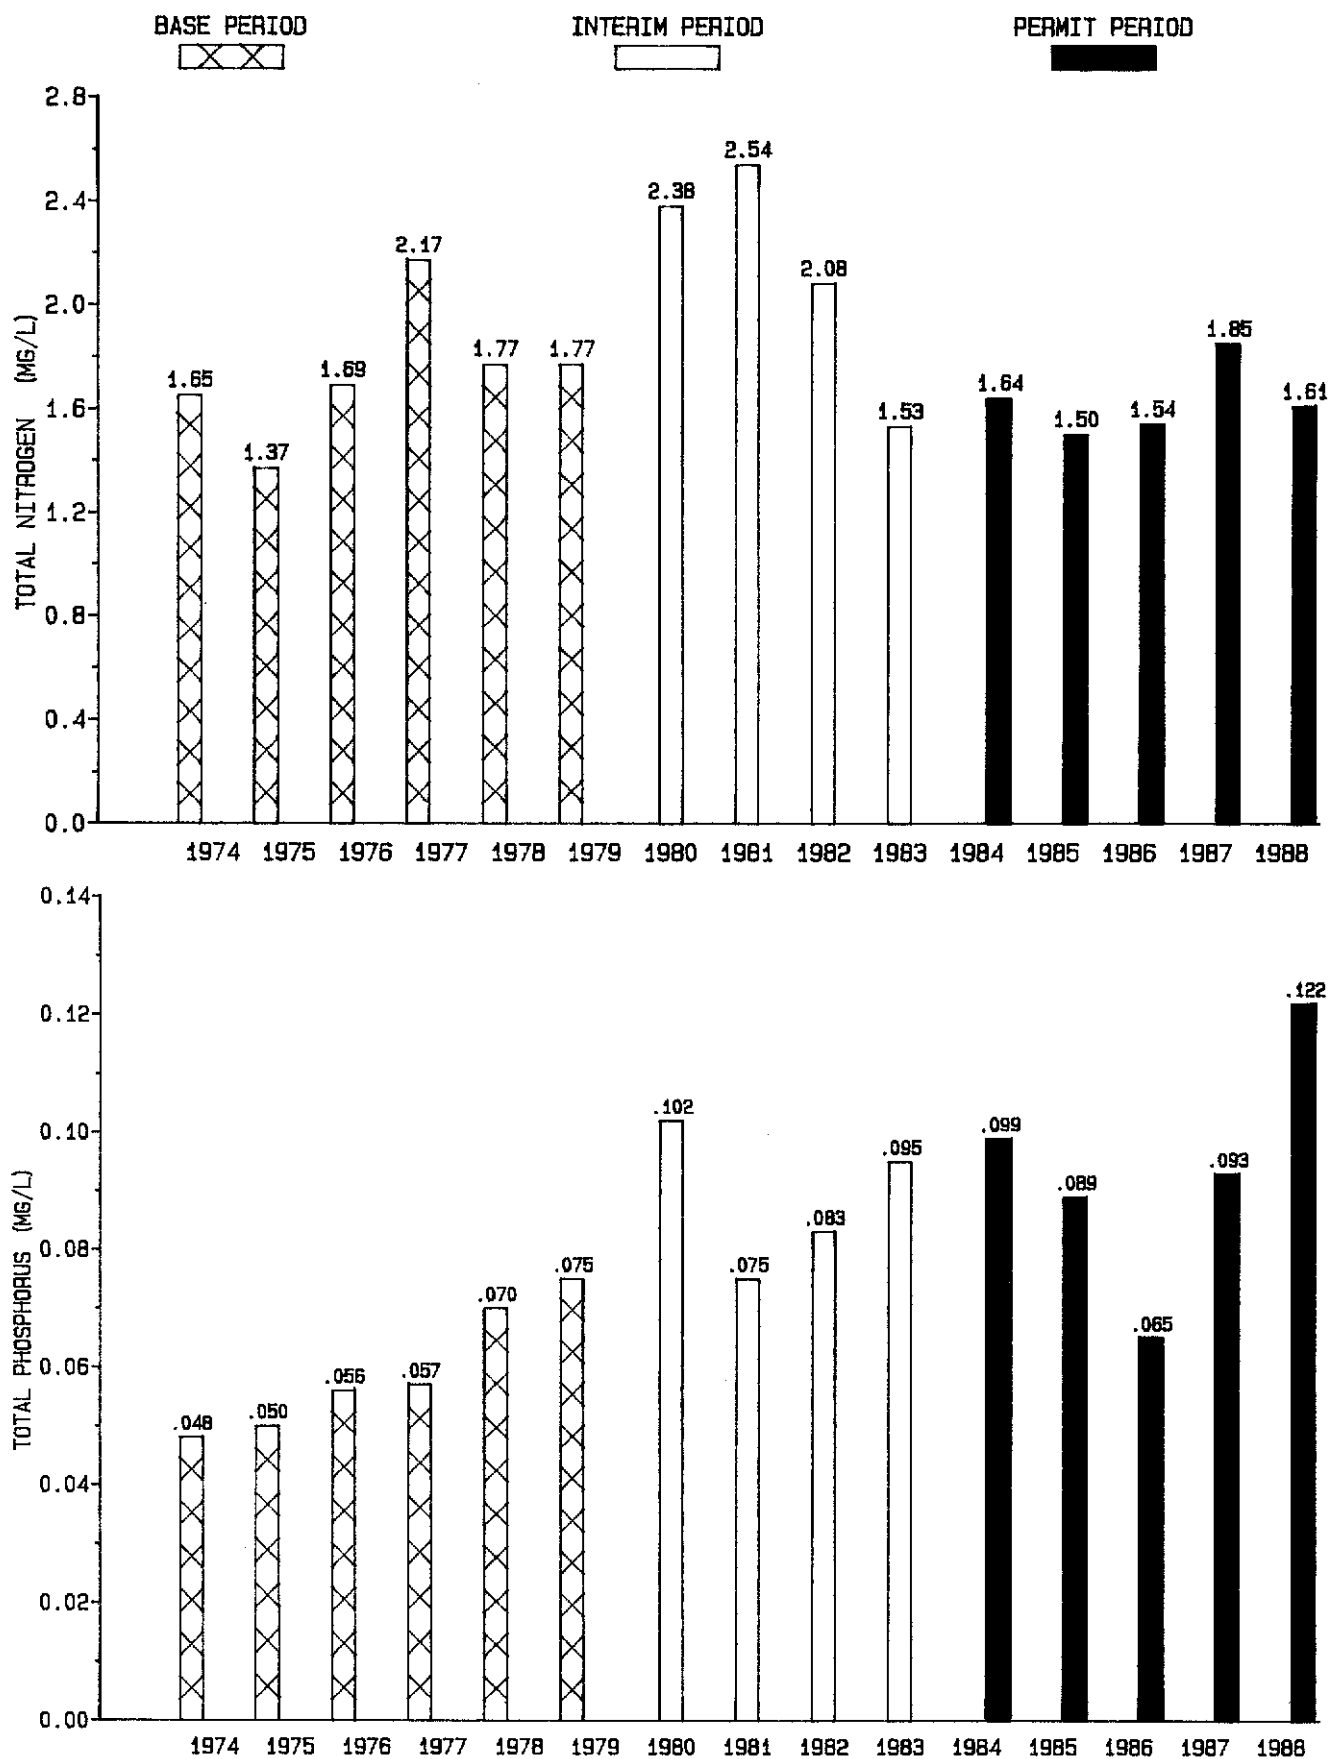 BASE PERIOD INTERIM PERIOD PERMIT PERIOD
TOTAL NITROGEN (MG/L)
2.8
2.4
2.0
1.6
1.2
0.8
0.4
0.0
1.65 1.37 1.69 2.17 1.77 1.77 2.38 2.54 2.08 1.53 1.64 1.50 1.54 1.85 1.61
1974 1975 1976 1977 1978 1979 1980 1981 1982 1983 1984 1985 1986 1987 1988
TOTAL PHOSPHORUS (MG/L)
0.14
0.12
0.10
0.08
0.06
0.04
0.02
0.00
.048 .050 .056 .057 .070 .075 .102 .075 .083 .095 .099 .089 .065 .093 .122
1974 1975 1976 1977 1978 1979 1980 1981 1982 1983 1984 1985 1986 1987 1988